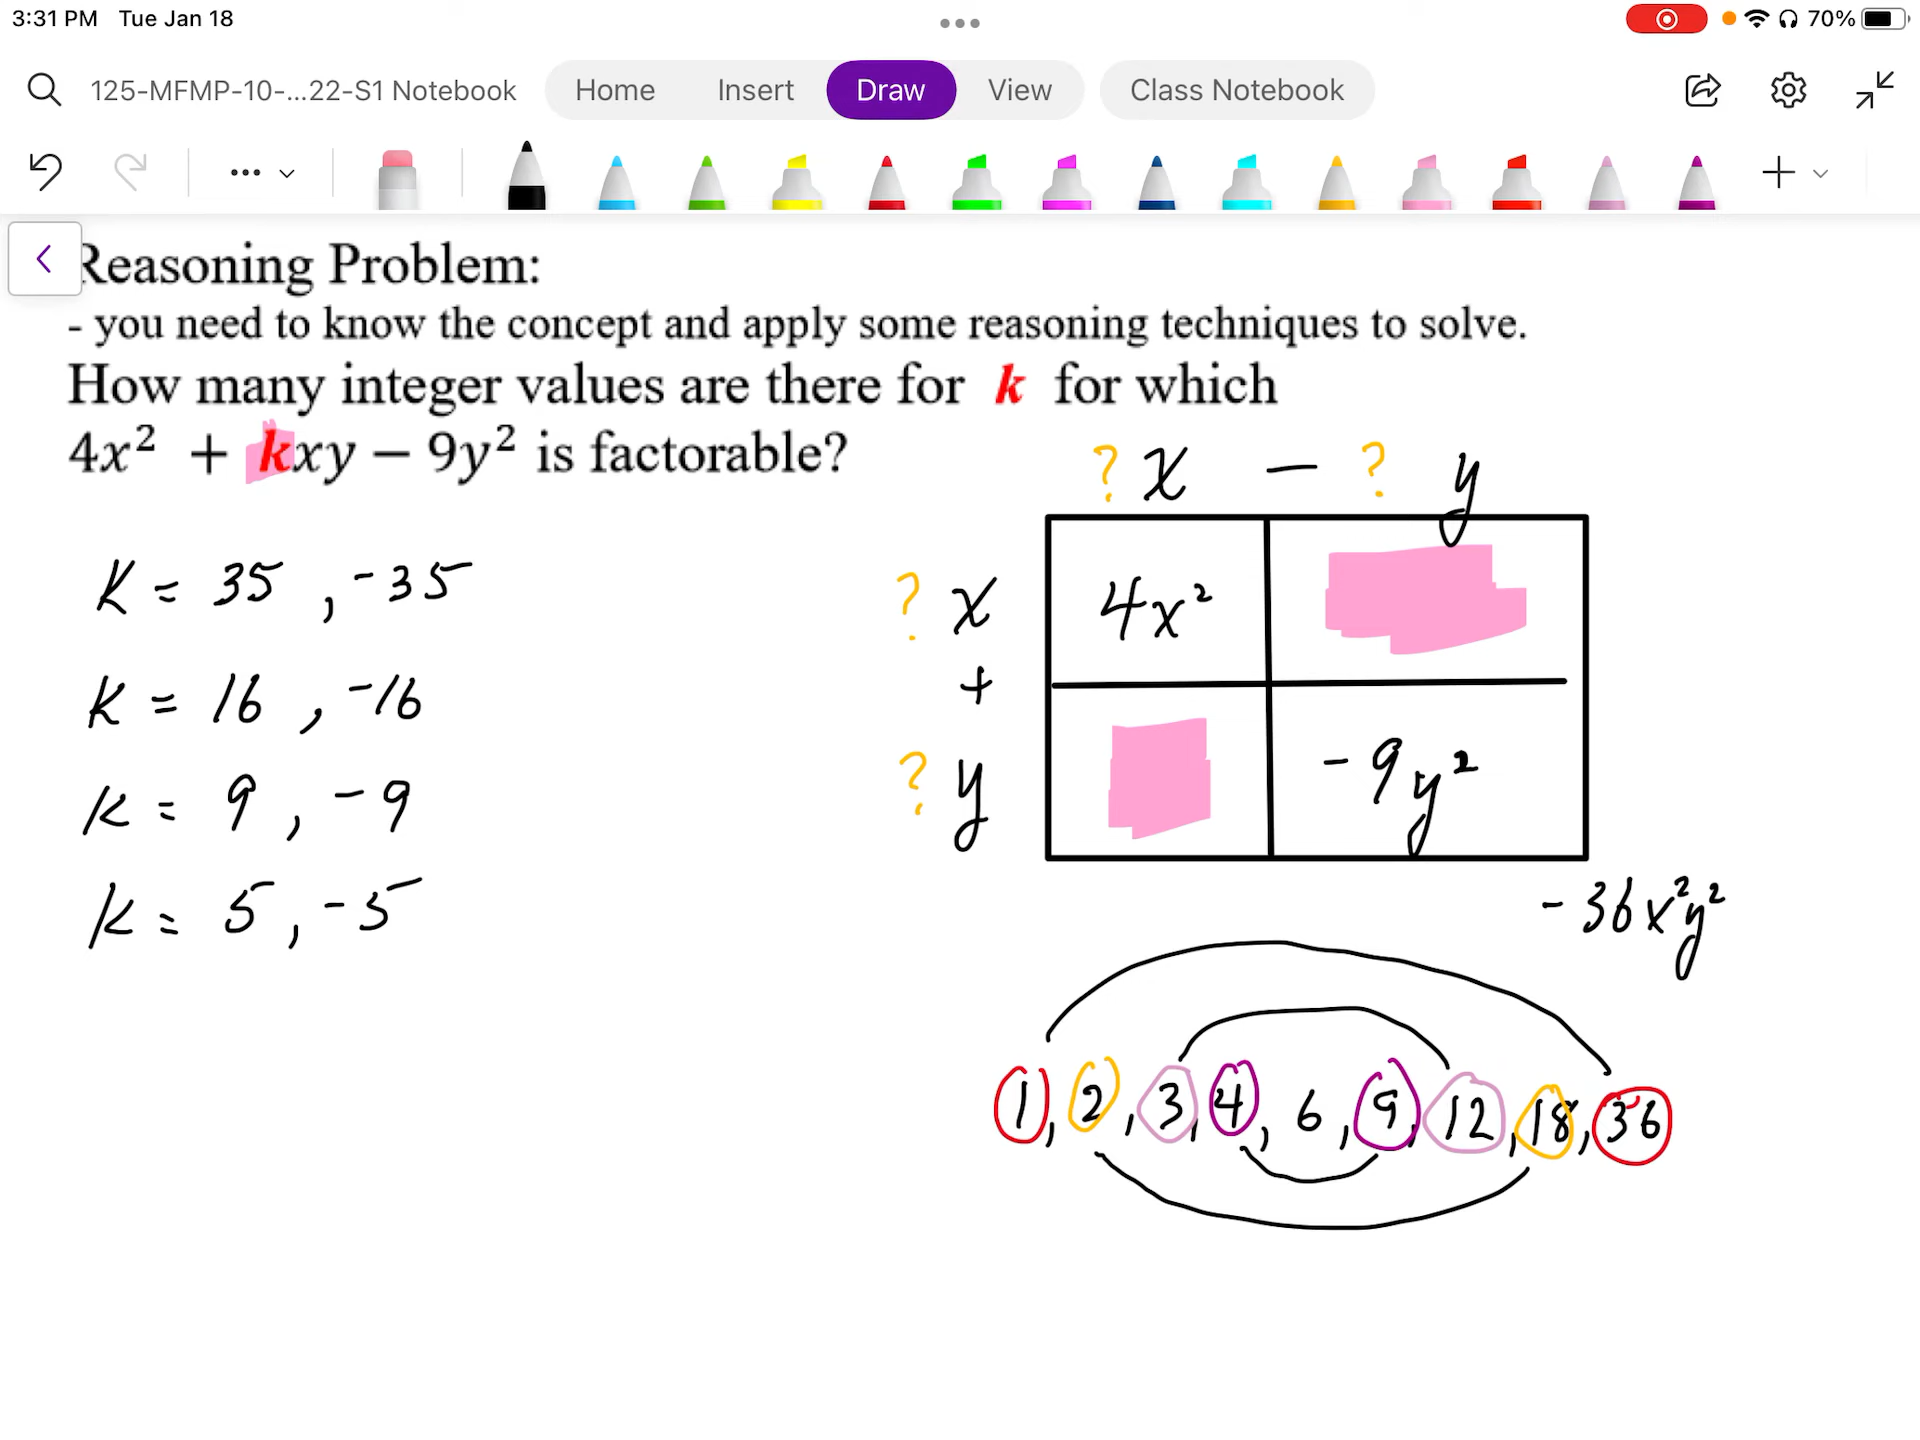 3:31 PM Tue Jan 18
70%
125-MFMP-10-...22-S1 Notebook Home Insert Draw View Class Notebook
Reasoning Problem:
- you need to know the concept and apply some reasoning techniques to solve.
How many integer values are there for k for which
4x² + kxy − 9y² is factorable?
? x − ? y
K = 35 , -35
? x
4x²
+
K = 16 , -16
? y
- 9y²
K = 9 , - 9
K = 5 , -5
- 36x²y²
1, 2, 3, 4, 6, 9, 12, 18, 36